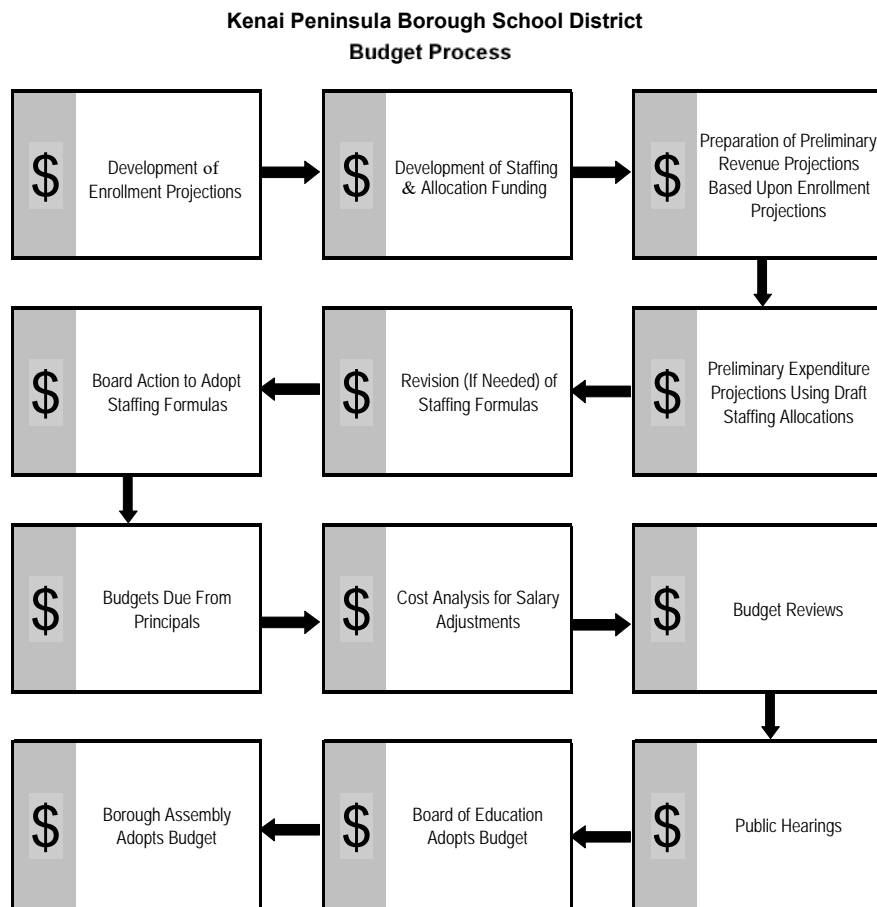 Kenai Peninsula Borough School District
Budget Process
$
Development of
Enrollment Projections
$
Development of Staffing
& Allocation Funding
$
Preparation of Preliminary
Revenue Projections
Based Upon Enrollment
Projections
$
Preliminary Expenditure
Projections Using Draft
Staffing Allocations
$
Revision (If Needed) of
Staffing Formulas
$
Board Action to Adopt
Staffing Formulas
$
Budgets Due From
Principals
$
Cost Analysis for Salary
Adjustments
$
Budget Reviews
$
Public Hearings
$
Board of Education
Adopts Budget
$
Borough Assembly
Adopts Budget